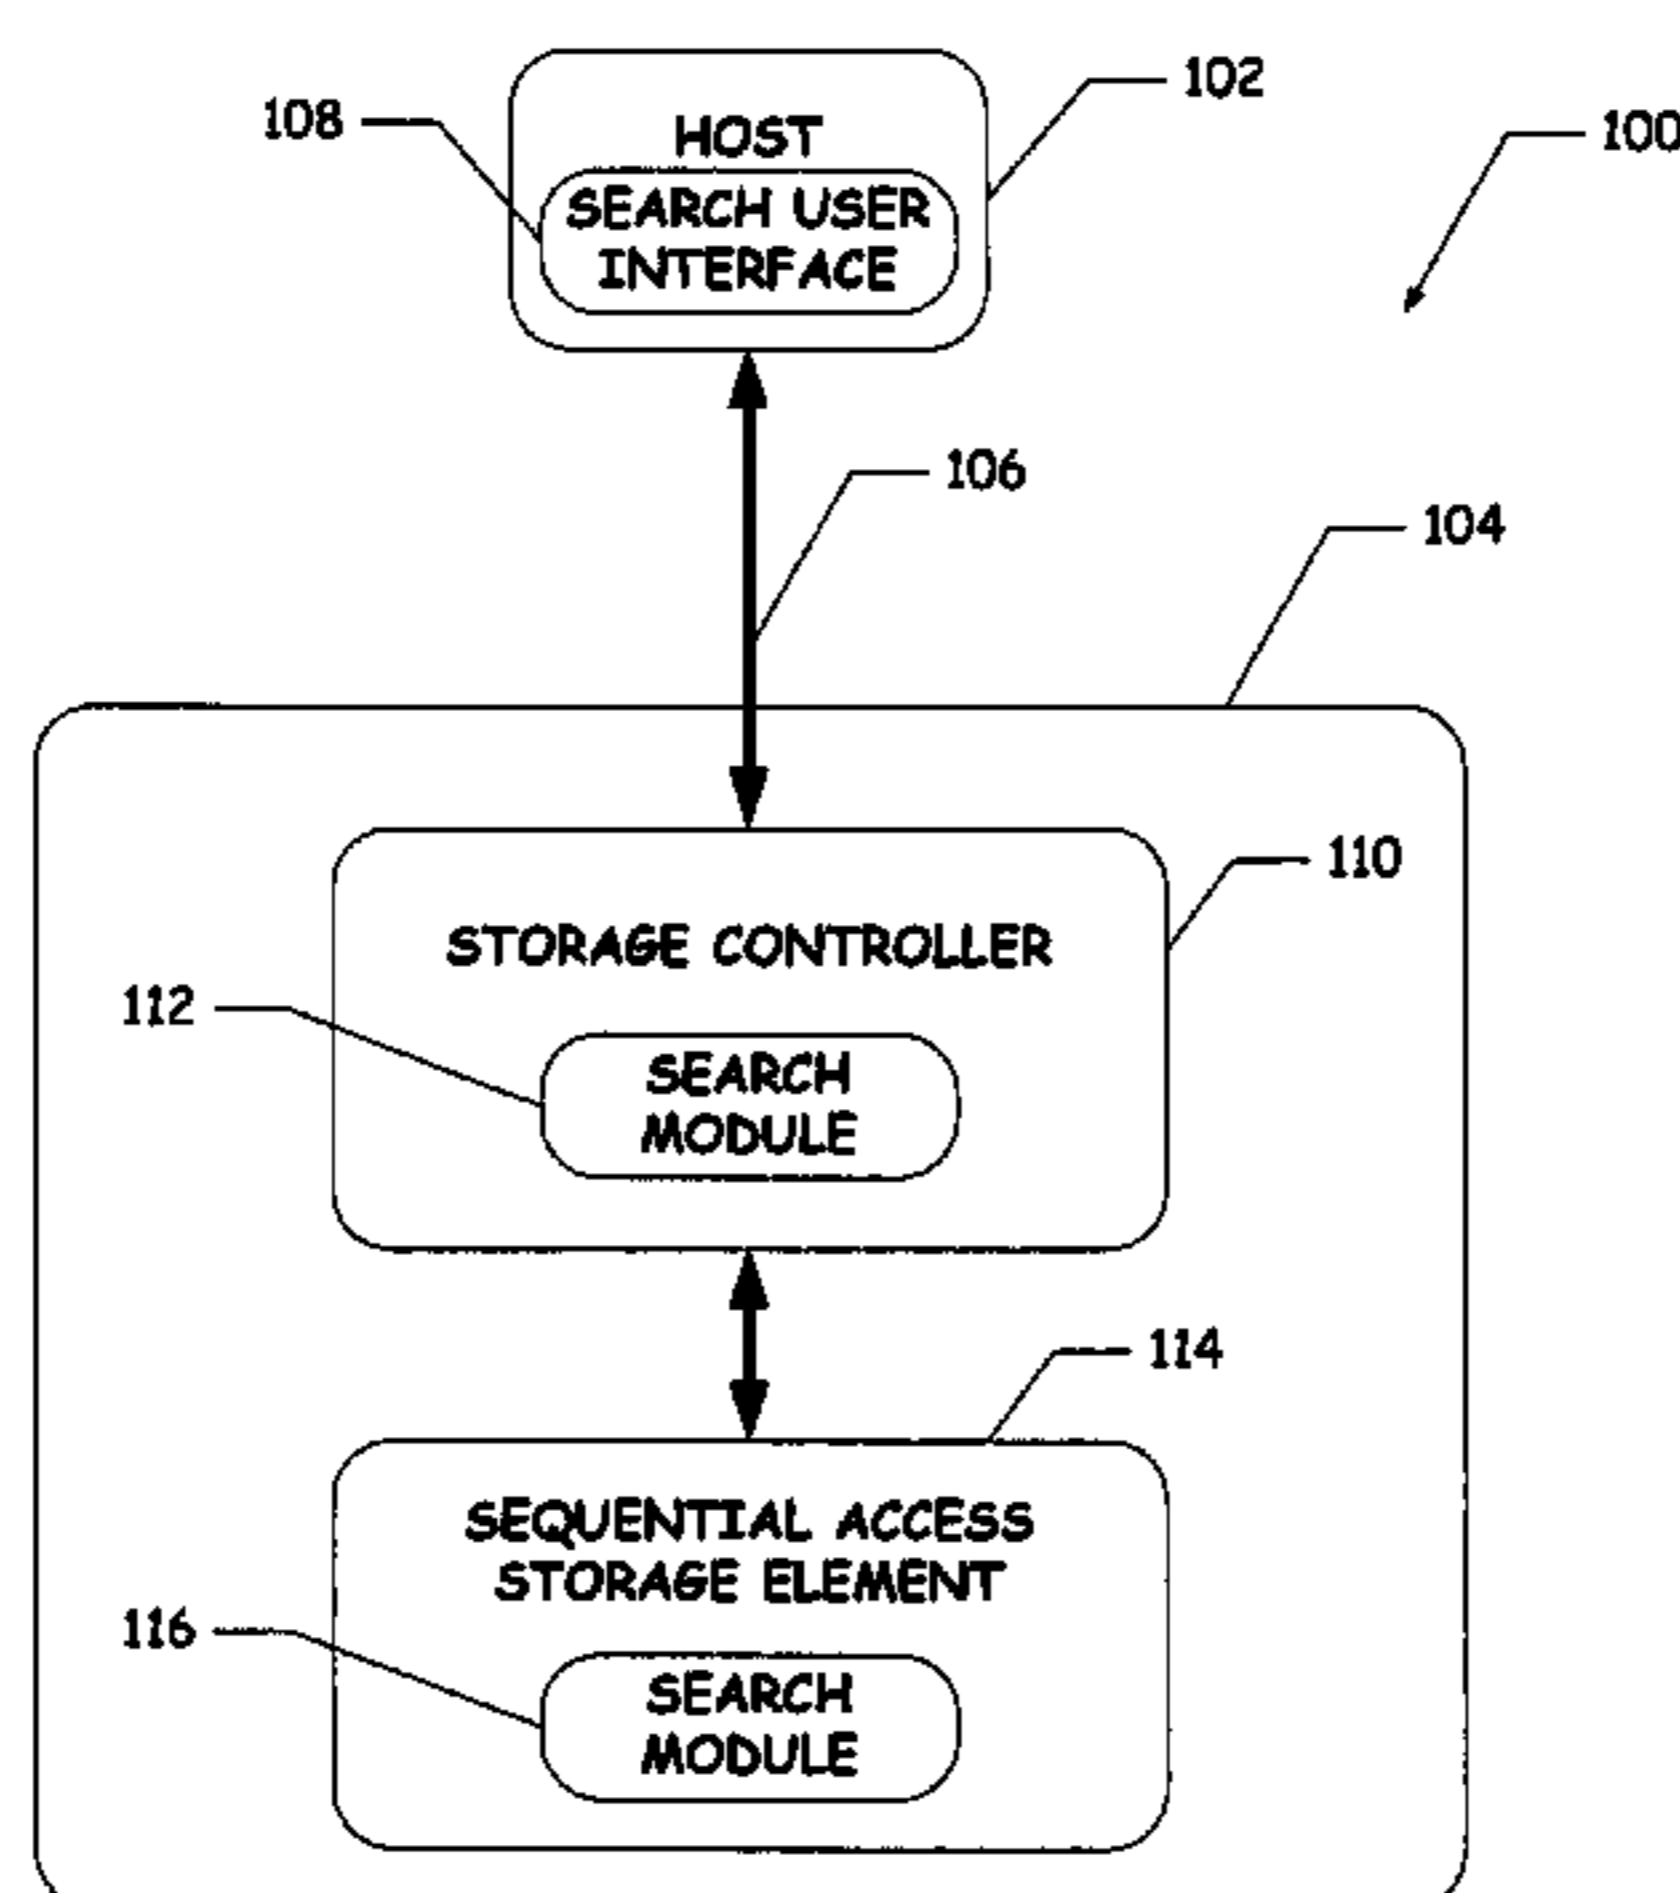 102
108
100
HOST
SEARCH USER
INTERFACE
106
104
110
STORAGE CONTROLLER
112
SEARCH
MODULE
114
SEQUENTIAL ACCESS
STORAGE ELEMENT
116
SEARCH
MODULE